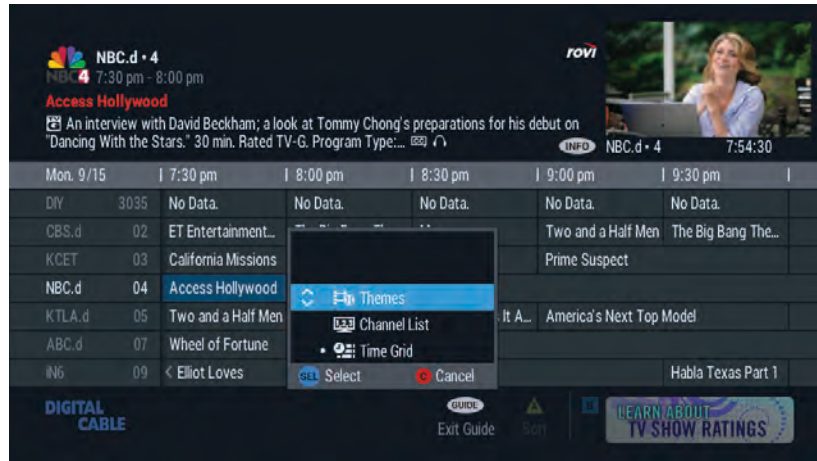 NBC.d • 4
rovi
NBC 4 7:30 pm - 8:00 pm
Access Hollywood
An interview with David Beckham; a look at Tommy Chong's preparations for his debut on
"Dancing With the Stars." 30 min. Rated TV-G. Program Type:... CC
INFO NBC.d • 4 7:54:30
Mon. 9/15 7:30 pm 8:00 pm 8:30 pm 9:00 pm 9:30 pm
DIY 3035 No Data. No Data. No Data. No Data. No Data.
CBS.d 02 ET Entertainment... Two and a Half Men The Big Bang The...
KCET 03 California Missions Prime Suspect
NBC.d 04 Access Hollywood
Themes
KTLA.d 05 Two and a Half Men It A... America's Next Top Model
1,2,3 Channel List
ABC.d 07 Wheel of Fortune
• Time Grid
iN6 09 < Elliot Loves Habla Texas Part 1
SEL Select C Cancel
DIGITAL
CABLE
GUIDE
Exit Guide
A
Sort
B
LEARN ABOUT
TV SHOW RATINGS